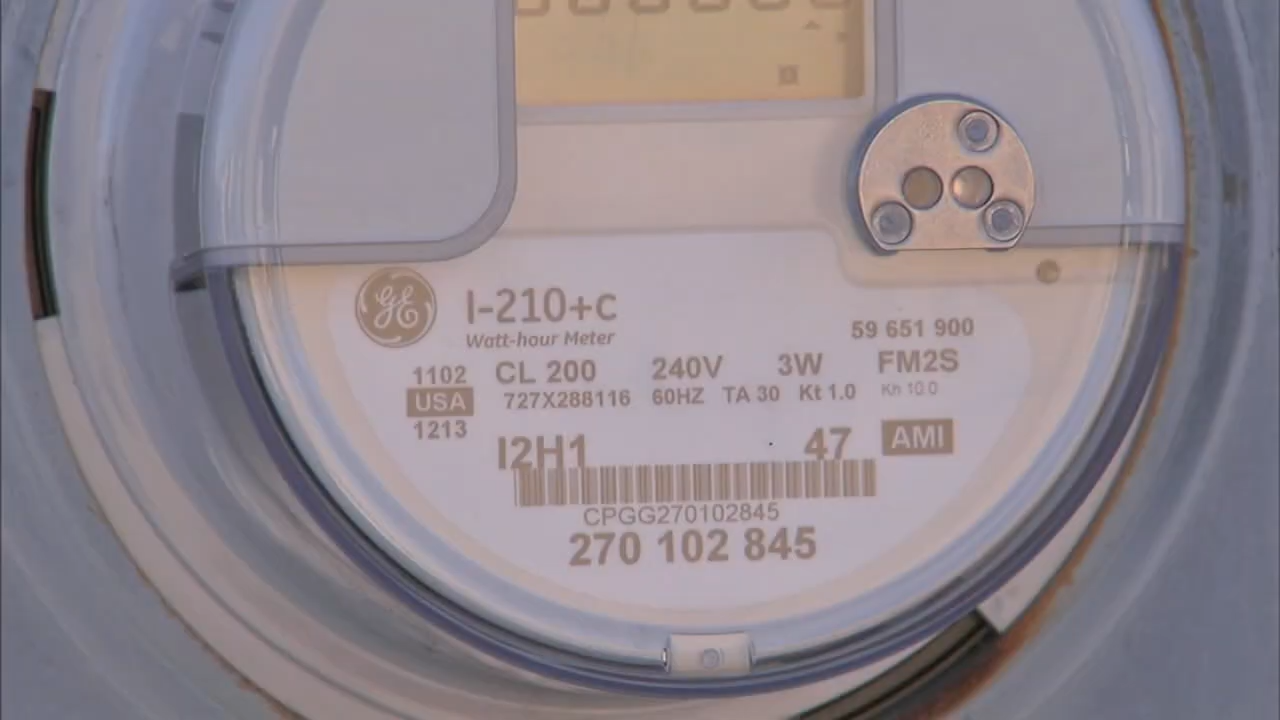 GE
I-210+c
Watt-hour Meter
59 651 900
1102 CL 200 240V 3W FM2S
USA 727X288116 60HZ TA 30 Kt 1.0 Kh 10.0
1213
I2H1 47 AMI
CPGG270102845
270 102 845